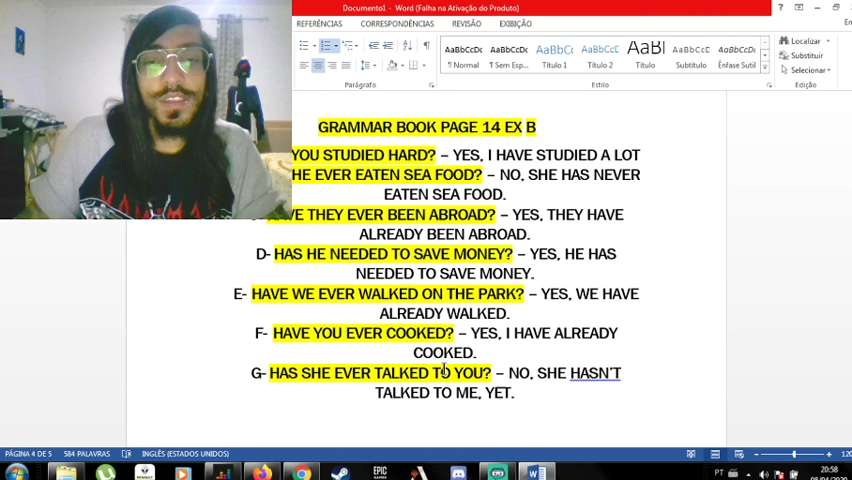 Documento1 - Word (Falha na Ativação do Produto)
REFERÊNCIAS CORRESPONDÊNCIAS REVISÃO EXIBIÇÃO
AaBbCcDc AaBbCcDc AaBbCc AaBbCcD AaBl AaBbCcD AaBbCcDc
¶ Normal ¶ Sem Esp... Título 1 Título 2 Título Subtítulo Ênfase Sutil
Localizar
Substituir
Selecionar
Parágrafo Estilo Edição
GRAMMAR BOOK PAGE 14 EX B
YOU STUDIED HARD? – YES, I HAVE STUDIED A LOT
HE EVER EATEN SEA FOOD? – NO, SHE HAS NEVER
EATEN SEA FOOD.
THEY EVER BEEN ABROAD? – YES, THEY HAVE
ALREADY BEEN ABROAD.
D- HAS HE NEEDED TO SAVE MONEY? – YES, HE HAS
NEEDED TO SAVE MONEY.
E- HAVE WE EVER WALKED ON THE PARK? – YES, WE HAVE
ALREADY WALKED.
F- HAVE YOU EVER COOKED? – YES, I HAVE ALREADY
COOKED.
G- HAS SHE EVER TALKED TO YOU? – NO, SHE HASN'T
TALKED TO ME, YET.
PÁGINA 4 DE 5 584 PALAVRAS INGLÊS (ESTADOS UNIDOS)
EPIC GAMES
RENAULT
PT
20:58